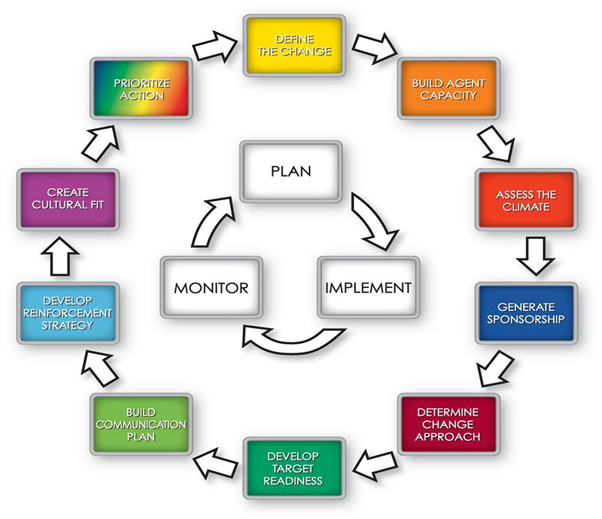 DEFINE
THE CHANGE
BUILD AGENT
CAPACITY
ASSESS THE
CLIMATE
GENERATE
SPONSORSHIP
DETERMINE
CHANGE
APPROACH
DEVELOP
TARGET
READINESS
BUILD
COMMUNICATION
PLAN
DEVELOP
REINFORCEMENT
STRATEGY
CREATE
CULTURAL FIT
PRIORITIZE
ACTION
PLAN
IMPLEMENT
MONITOR